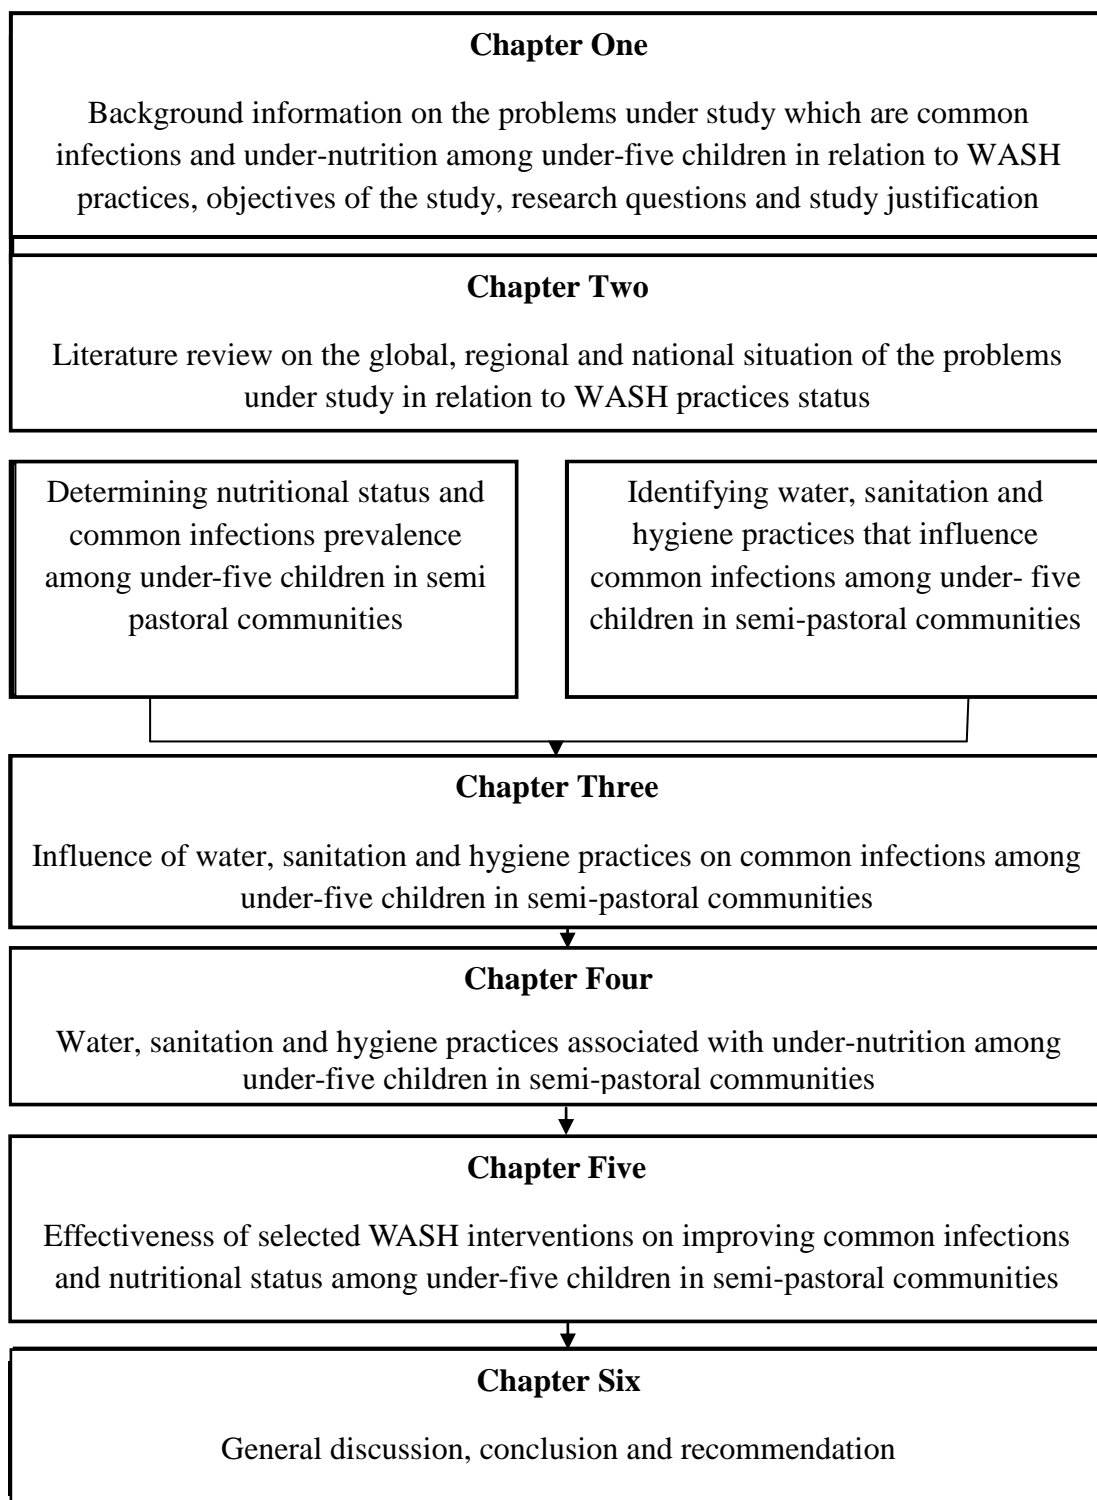 Chapter One
Background information on the problems under study which are common
infections and under-nutrition among under-five children in relation to WASH
practices, objectives of the study, research questions and study justification
Chapter Two
Literature review on the global, regional and national situation of the problems
under study in relation to WASH practices status
Determining nutritional status and
common infections prevalence
among under-five children in semi
pastoral communities
Identifying water, sanitation and
hygiene practices that influence
common infections among under- five
children in semi-pastoral communities
Chapter Three
Influence of water, sanitation and hygiene practices on common infections among
under-five children in semi-pastoral communities
Chapter Four
Water, sanitation and hygiene practices associated with under-nutrition among
under-five children in semi-pastoral communities
Chapter Five
Effectiveness of selected WASH interventions on improving common infections
and nutritional status among under-five children in semi-pastoral communities
Chapter Six
General discussion, conclusion and recommendation